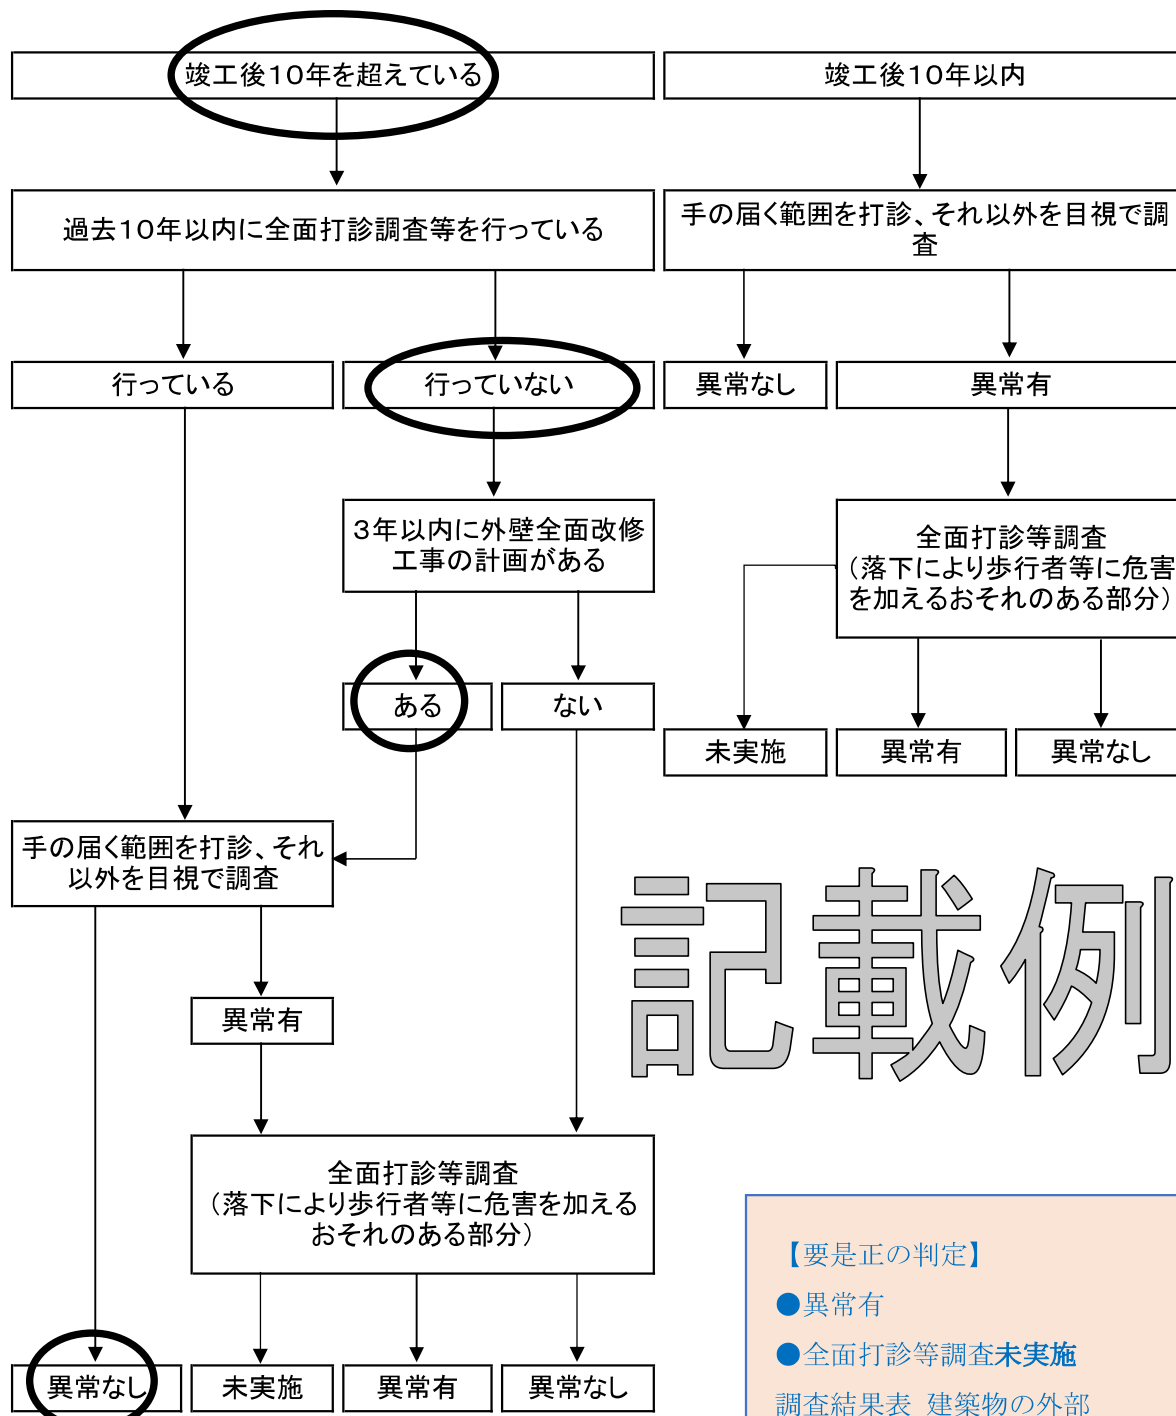 竣工後10年を超えている
竣工後10年以内
過去10年以内に全面打診調査等を行っている
手の届く範囲を打診、それ以外を目視で調
査
行っている
行っていない
異常なし
異常有
3年以内に外壁全面改修
工事の計画がある
全面打診等調査
（落下により歩行者等に危害
を加えるおそれのある部分）
ある
ない
未実施
異常有
異常なし
手の届く範囲を打診、それ
以外を目視で調査
記載例
異常有
全面打診等調査
（落下により歩行者等に危害を加える
おそれのある部分）
【要是正の判定】
●異常有
●全面打診等調査未実施
調査結果表 建築物の外部
異常なし
未実施
異常有
異常なし